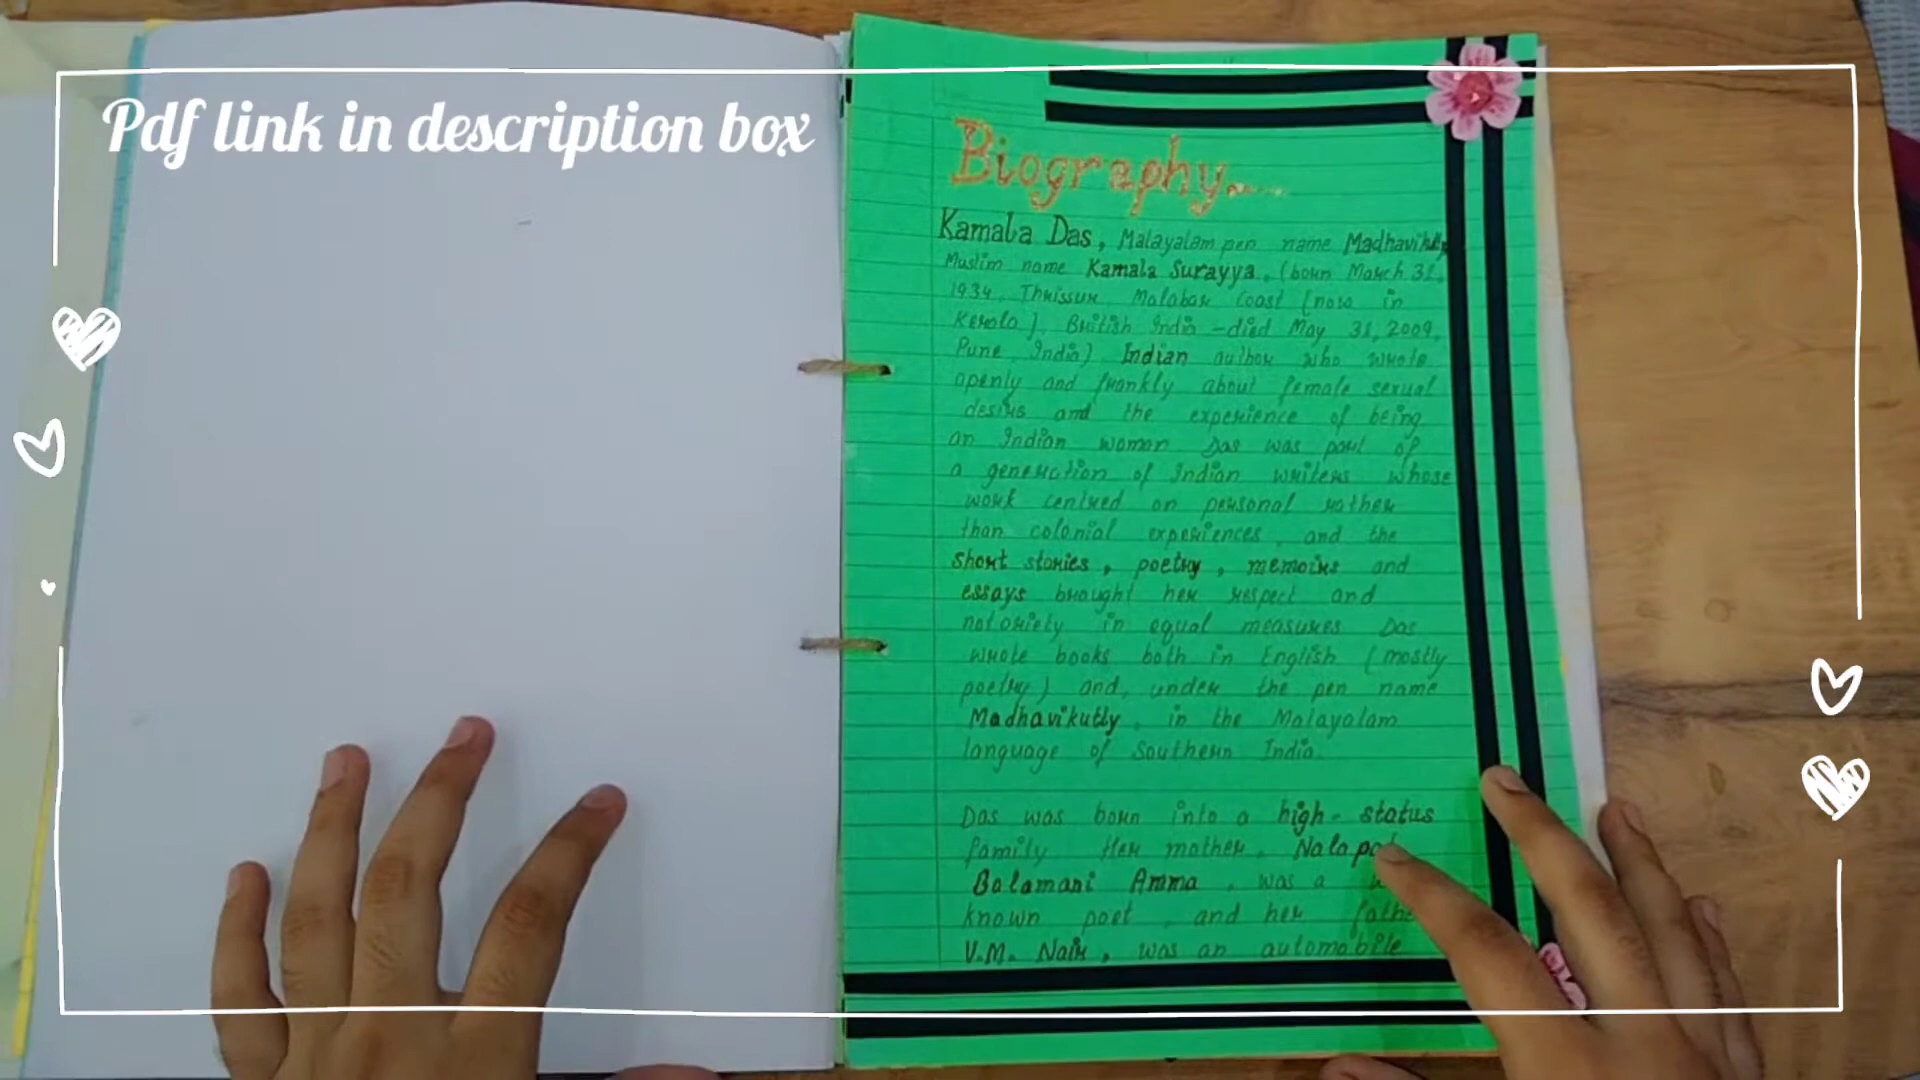 Pdf link in description box
Biography....
Kamala Das, Malayalam pen name Madhavikutty
Muslim name Kamala Surayya, (born March 31,
1934, Thrissur Malabar Coast [now in
Kerala], British India - died May 31, 2009,
Pune, India) Indian author who wrote
openly and frankly about female sexual
desires and the experience of being
an Indian woman Das was part of
a generation of Indian writers whose
work centred on personal rather
than colonial experiences, and the
short stories, poetry, memoirs and
essays brought her respect and
notoriety in equal measures Das
wrote books both in English (mostly
poetry) and, under the pen name
Madhavikutty, in the Malayalam
language of Southern India.
Das was born into a high-status
family Her mother, Nalapat
Balamani Amma, was a
known poet, and her father
V.M. Nair, was an automobile